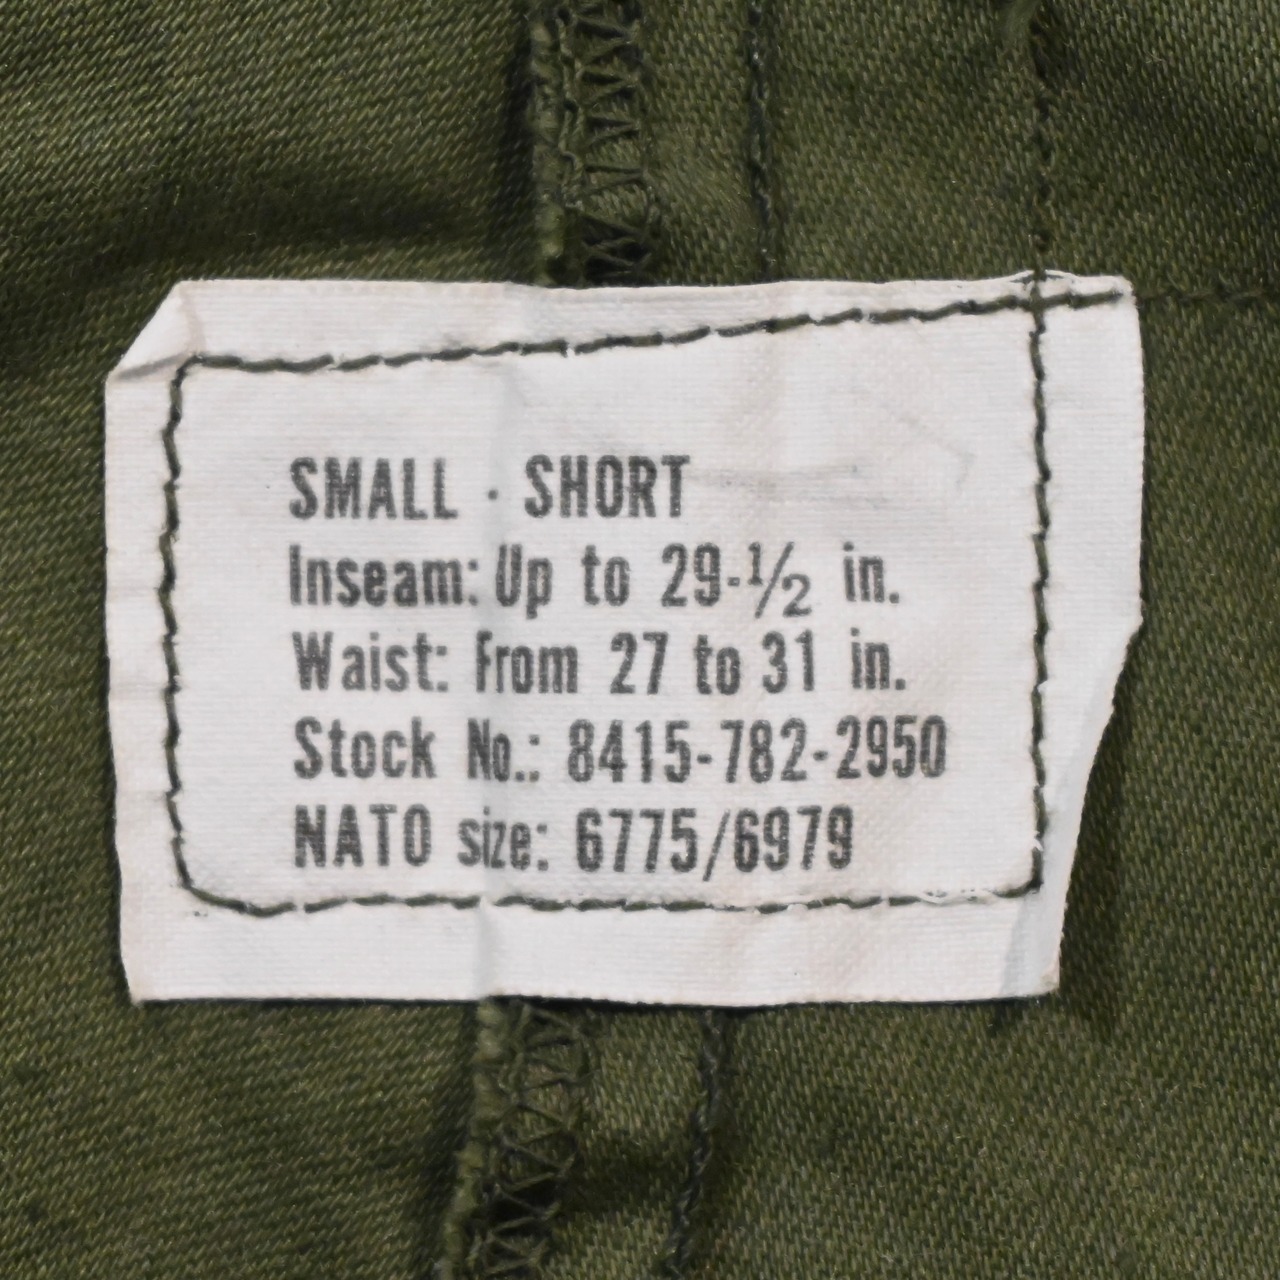 SMALL · SHORT
Inseam: Up to 29-½ in.
Waist: From 27 to 31 in.
Stock No.: 8415-782-2950
NATO size: 6775/6979